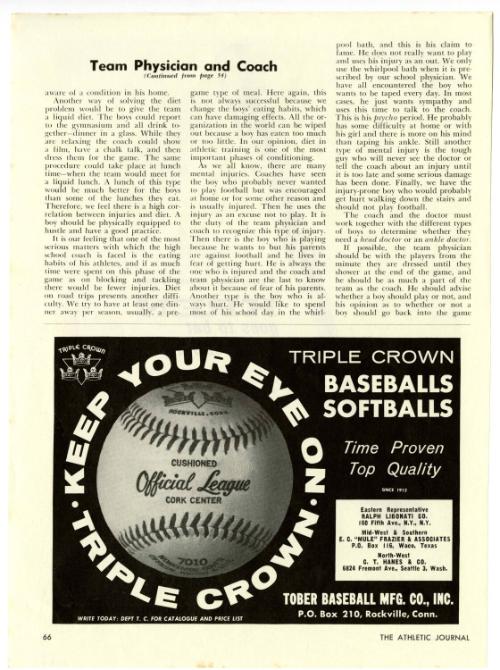 Team Physician and Coach
(Continued from page 54)
aware of a condition in his home.
Another way of solving the diet
problem would be to give the team
a liquid diet. The boys could report
to the gymnasium and all drink to-
gether—dinner in a glass. While they
are relaxing the coach could show
a film, have a chalk talk, and then
dress them for the game. The same
procedure could take place at lunch
time—when the team would meet for
a liquid lunch. A lunch of this type
would be much better for the boys
than some of the lunches they eat.
Therefore, we feel there is a high cor-
relation between injuries and diet. A
boy should be physically equipped to
hustle and have a good practice.
It is our feeling that one of the most
serious matters with which the high
school coach is faced is the eating
habits of his athletes, and if as much
time were spent on this phase of the
game as on blocking and tackling
there would be fewer injuries. Diet
on road trips presents another diffi-
culty. We try to have at least one din-
ner away per season, usually, a pre-
game type of meal. Here again, this
is not always successful because we
change the boys' eating habits, which
can have damaging effects. All the or-
ganization in the world can be wiped
out because a boy has eaten too much
or too little. In our opinion, diet in
athletic training is one of the most
important phases of conditioning.
As we all know, there are many
mental injuries. Coaches have seen
the boy who probably never wanted
to play football but was encouraged
at home or for some other reason and
is usually injured. Then he uses the
injury as an excuse not to play. It is
the duty of the team physician and
coach to recognize this type of injury.
Then there is the boy who is playing
because he wants to but his parents
are against football and he lives in
fear of getting hurt. He is always the
one who is injured and the coach and
team physician are the last to know
about it because of fear of his parents.
Another type is the boy who is al-
ways hurt. He would like to spend
most of his school day in the whirl-
pool bath, and this is his claim to
fame. He does not really want to play
and uses his injury as an out. We only
use the whirlpool bath when it is pre-
scribed by our school physician. We
have all encountered the boy who
wants to be taped every day. In most
cases, he just wants sympathy and
uses this time to talk to the coach.
This is his psycho period. He probably
has some difficulty at home or with
his girl and there is more on his mind
than taping his ankle. Still another
type of mental injury is the tough
guy who will never see the doctor or
tell the coach about an injury until
it is too late and some serious damage
has been done. Finally, we have the
injury-prone boy who would probably
get hurt walking down the stairs and
should not play football.
The coach and the doctor must
work together with the different types
of boys to determine whether they
need a head doctor or an ankle doctor.
If possible, the team physician
should be with the players from the
minute they are dressed until they
shower at the end of the game, and
he should be as much a part of the
team as the coach. He should advise
whether a boy should play or not, and
his opinion as to whether or not a
boy should go back into the game
TRIPLE CROWN
KEEP YOUR EYE ON
TRIPLE CROWN
ROCKVILLE, CONN.
CUSHIONED
Official League
CORK CENTER
7010
TRIPLE CROWN
BASEBALLS
SOFTBALLS
Time Proven
Top Quality
SINCE 1912
Eastern Representative
RALPH LIBONATI CO.
160 Fifth Ave., N.Y., N.Y.
Mid-West & Southern
E. C. "MULE" FRAZIER & ASSOCIATES
P.O. Box 116, Waco, Texas
North-West
C. T. HANES & CO.
6824 Fremont Ave., Seattle 3, Wash.
TOBER BASEBALL MFG. CO., INC.
P.O. Box 210, Rockville, Conn.
WRITE TODAY: DEPT T. C. FOR CATALOGUE AND PRICE LIST
66
THE ATHLETIC JOURNAL